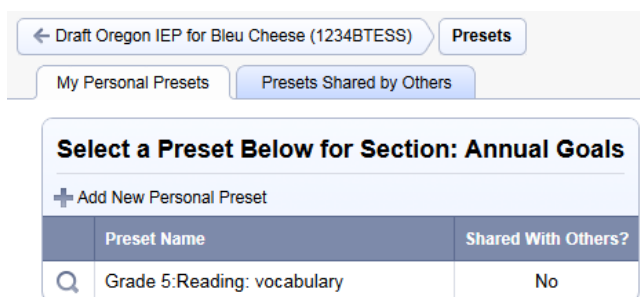 Draft Oregon IEP for Bleu Cheese (1234BTESS) Presets
My Personal Presets Presets Shared by Others
Select a Preset Below for Section: Annual Goals
Add New Personal Preset
Preset Name Shared With Others?
Grade 5:Reading: vocabulary No